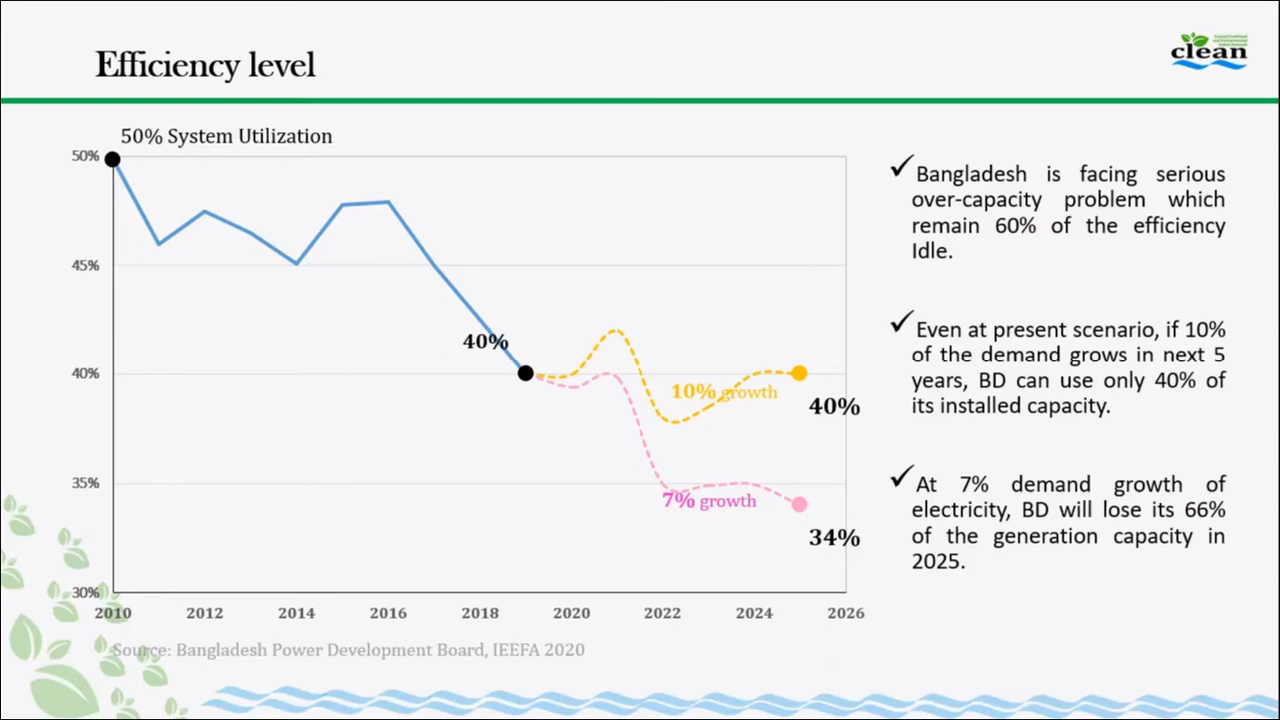 Efficiency level
clean
50% System Utilization
50%
45%
40%
35%
30%
40%
10% growth
40%
7% growth
34%
2010 2012 2014 2016 2018 2020 2022 2024 2026
Source: Bangladesh Power Development Board, IEEFA 2020
Bangladesh is facing serious
over-capacity problem which
remain 60% of the efficiency
Idle.
Even at present scenario, if 10%
of the demand grows in next 5
years, BD can use only 40% of
its installed capacity.
At 7% demand growth of
electricity, BD will lose its 66%
of the generation capacity in
2025.